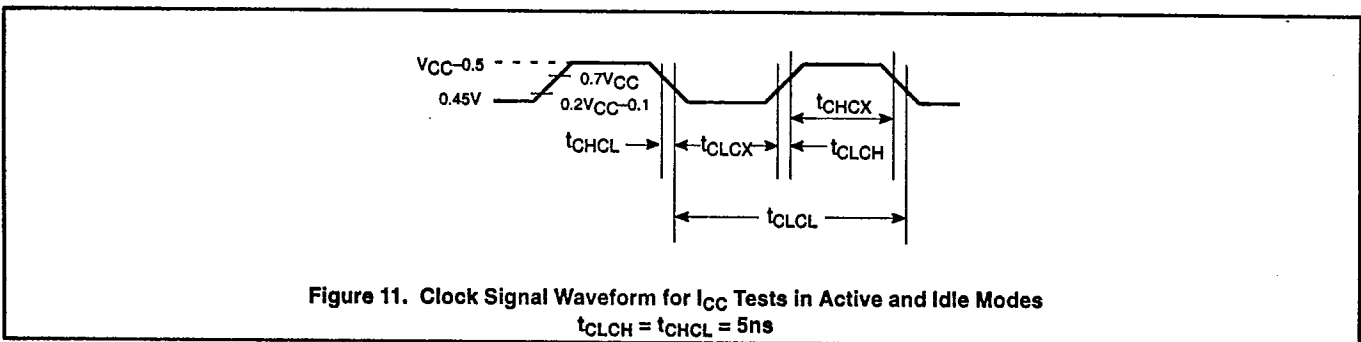 VCC–0.5
0.7VCC
0.45V
0.2VCC–0.1
tCHCX
tCHCL
tCLCX
tCLCH
tCLCL
Figure 11. Clock Signal Waveform for ICC Tests in Active and Idle Modes
tCLCH = tCHCL = 5ns